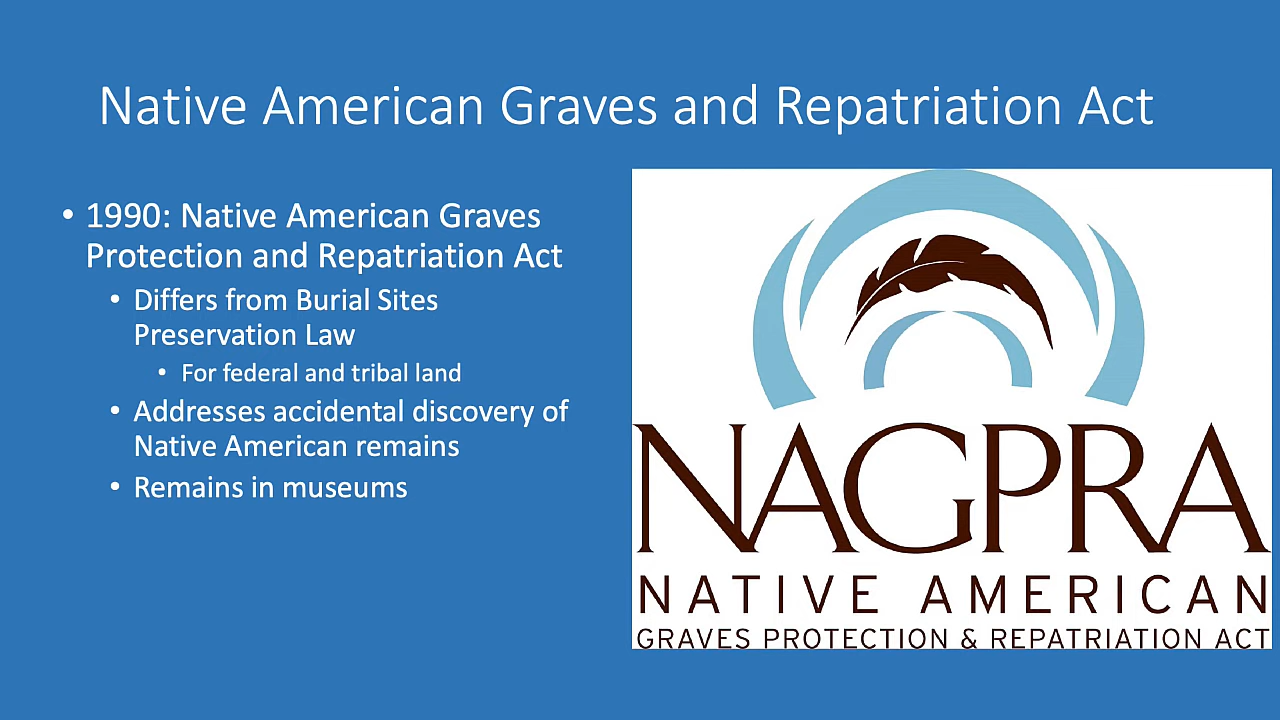 Native American Graves and Repatriation Act
• 1990: Native American Graves
Protection and Repatriation Act
• Differs from Burial Sites
Preservation Law
• For federal and tribal land
• Addresses accidental discovery of
Native American remains
• Remains in museums
NAGPRA
NATIVE AMERICAN
GRAVES PROTECTION & REPATRIATION ACT